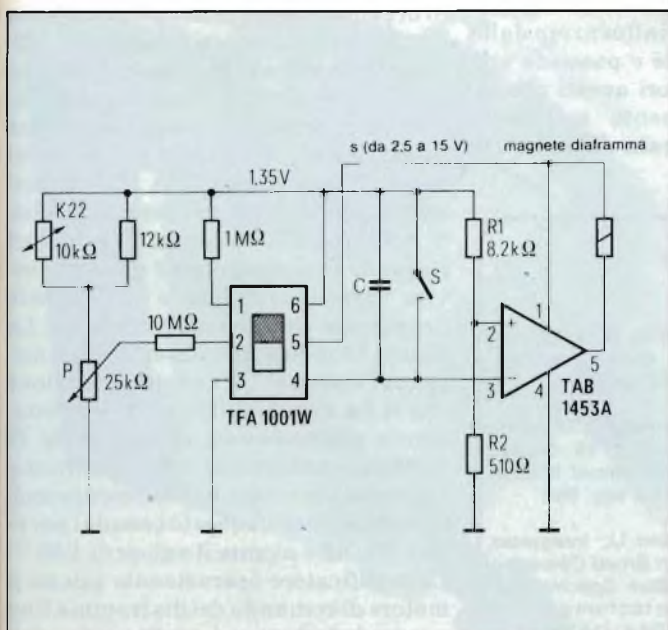 s (da 2.5 a 15 V) magnete diaframma
1,35V
K22
10kΩ
12kΩ
1MΩ
R1
8.2kΩ
C
S
10 MΩ
1 6
2 5
3 4
P
25kΩ
TFA 1001W
2 +
3 −
1
4
5
TAB
1453A
R2
510Ω